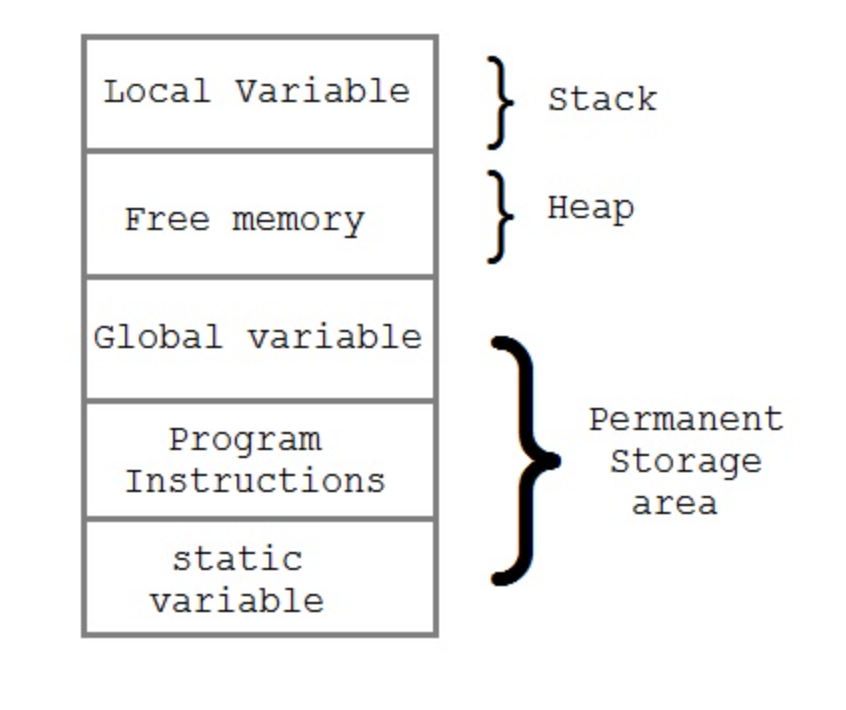 Local Variable
Stack
Free memory
Heap
Global variable
Program
Instructions
static
variable
Permanent
Storage
area